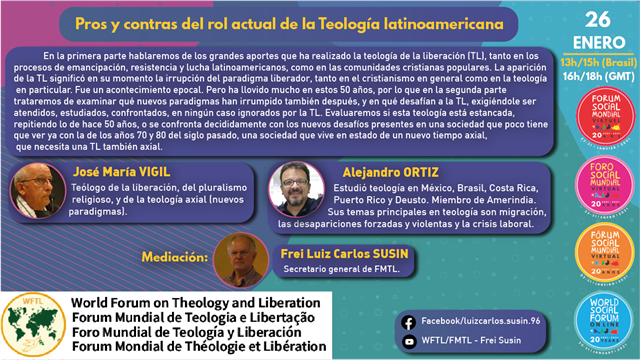 Pros y contras del rol actual de la Teología latinoamericana
En la primera parte hablaremos de los grandes aportes que ha realizado la teología de la liberación (TL), tanto en los
procesos de emancipación, resistencia y lucha latinoamericanos, como en las comunidades cristianas populares. La aparición
de la TL significó en su momento la irrupción del paradigma liberador, tanto en el cristianismo en general como en la teología
en particular. Fue un acontecimiento epocal. Pero ha llovido mucho en estos 50 años, por lo que en la segunda parte
trataremos de examinar qué nuevos paradigmas han irrumpido también después, y en qué desafían a la TL, exigiéndole ser
atendidos, estudiados, confrontados, en ningún caso ignorados por la TL. Evaluaremos si esta teología está estancada,
repitiendo lo de hace 50 años, o se confronta decididamente con los nuevos desafíos presentes en una sociedad que poco tiene
que ver ya con la de los años 70 y 80 del siglo pasado, una sociedad que vive en estado de un nuevo tiempo axial,
que necesita una TL también axial.
26
ENERO
13h/15h (Brasil)
16h/18h (GMT)
José María VIGIL
Teólogo de la liberación, del pluralismo
religioso, y de la teología axial (nuevos
paradigmas).
Alejandro ORTIZ
Estudió teología en México, Brasil, Costa Rica,
Puerto Rico y Deusto. Miembro de Amerindia.
Sus temas principales en teología son migración,
las desapariciones forzadas y violentas y la crisis laboral.
Mediación:
Frei Luiz Carlos SUSIN
Secretario general de FMTL.
WFTL
World Forum on Theology and Liberation
Forum Mundial de Teologia e Libertação
Foro Mundial de Teología y Liberación
Forum Mondial de Théologie et Libération
Facebook/luizcarlos.susin.96
WFTL/FMTL - Frei Susin
FORUM
SOCIAL
MONDIAL
VIRTUEL
FORO
SOCIAL
MUNDIAL
VIRTUAL
20 AÑOS
FÓRUM
SOCIAL
MUNDIAL
VIRTUAL
20 ANOS
WORLD
SOCIAL
FORUM
ONLINE
20 YEARS